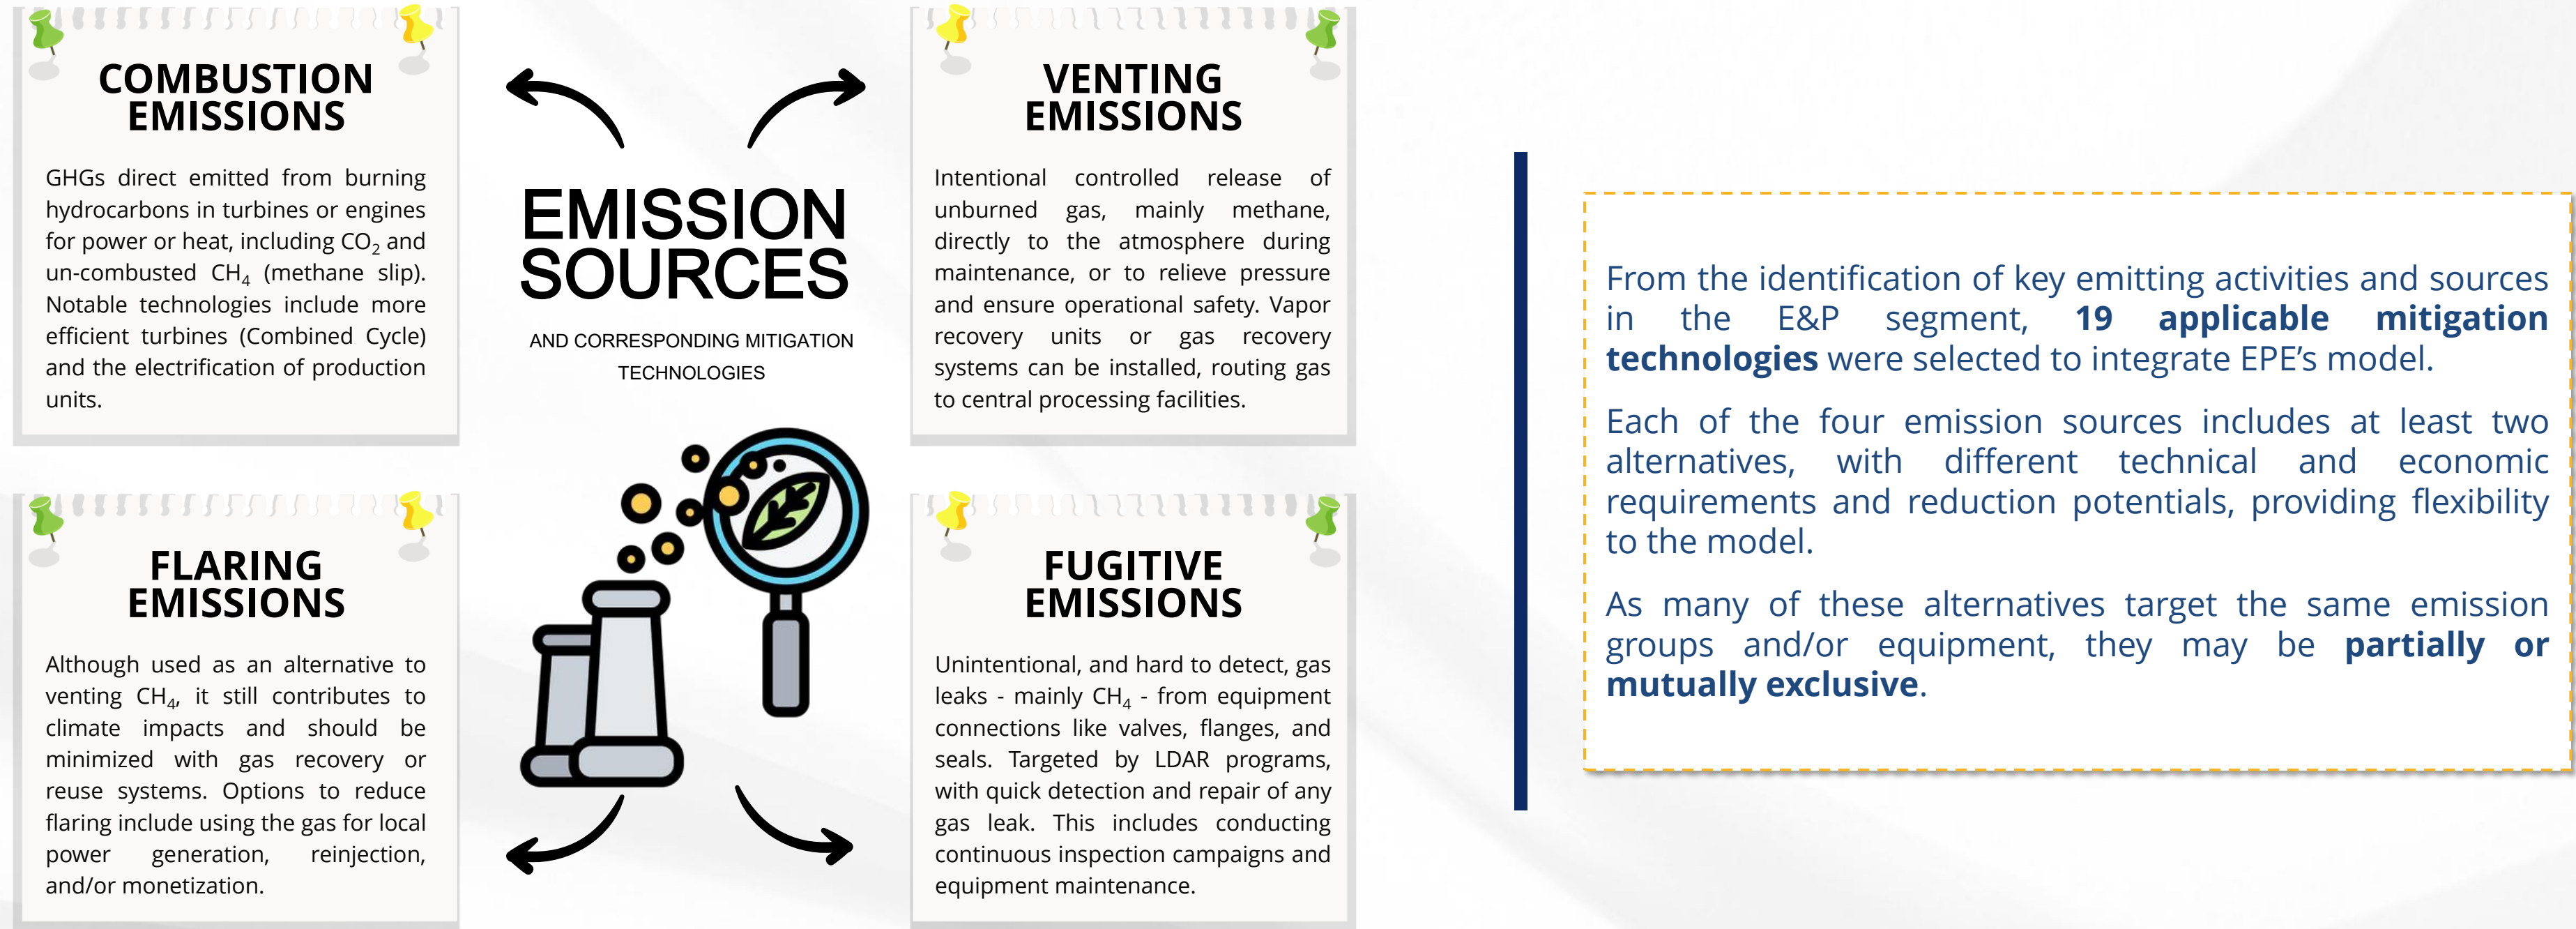 COMBUSTION
EMISSIONS
GHGs direct emitted from burning
hydrocarbons in turbines or engines
for power or heat, including CO₂ and
un-combusted CH₄ (methane slip).
Notable technologies include more
efficient turbines (Combined Cycle)
and the electrification of production
units.
EMISSION
SOURCES
AND CORRESPONDING MITIGATION
TECHNOLOGIES
VENTING
EMISSIONS
Intentional controlled release of
unburned gas, mainly methane,
directly to the atmosphere during
maintenance, or to relieve pressure
and ensure operational safety. Vapor
recovery units or gas recovery
systems can be installed, routing gas
to central processing facilities.
FLARING
EMISSIONS
Although used as an alternative to
venting CH₄, it still contributes to
climate impacts and should be
minimized with gas recovery or
reuse systems. Options to reduce
flaring include using the gas for local
power generation, reinjection,
and/or monetization.
FUGITIVE
EMISSIONS
Unintentional, and hard to detect, gas
leaks - mainly CH₄ - from equipment
connections like valves, flanges, and
seals. Targeted by LDAR programs,
with quick detection and repair of any
gas leak. This includes conducting
continuous inspection campaigns and
equipment maintenance.
From the identification of key emitting activities and sources
in the E&P segment, 19 applicable mitigation
technologies were selected to integrate EPE’s model.
Each of the four emission sources includes at least two
alternatives, with different technical and economic
requirements and reduction potentials, providing flexibility
to the model.
As many of these alternatives target the same emission
groups and/or equipment, they may be partially or
mutually exclusive.